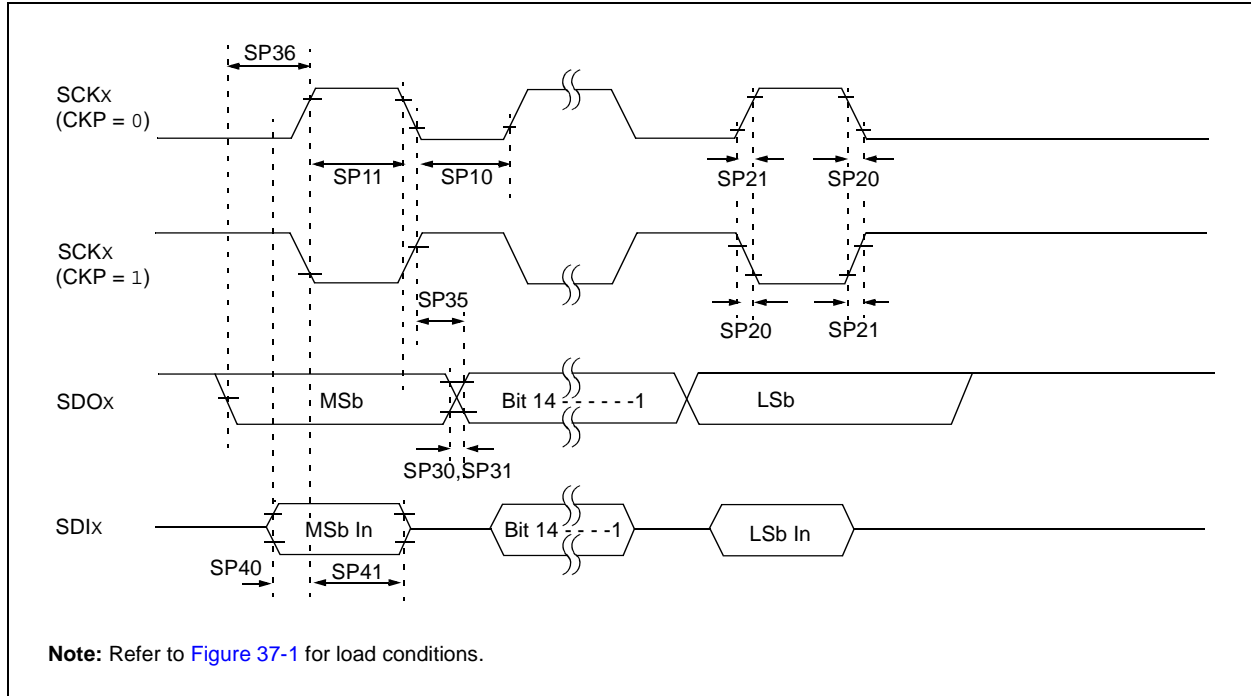 SP36
SCKX
(CKP = 0)
SP11
SP10
SP21
SP20
SCKX
(CKP = 1)
SP35
SP20
SP21
SDOX
MSb
Bit 14 - - - - - -1
LSb
SP30,SP31
SDIX
MSb In
Bit 14 - - - - -1
LSb In
SP40
SP41
Note: Refer to Figure 37-1 for load conditions.